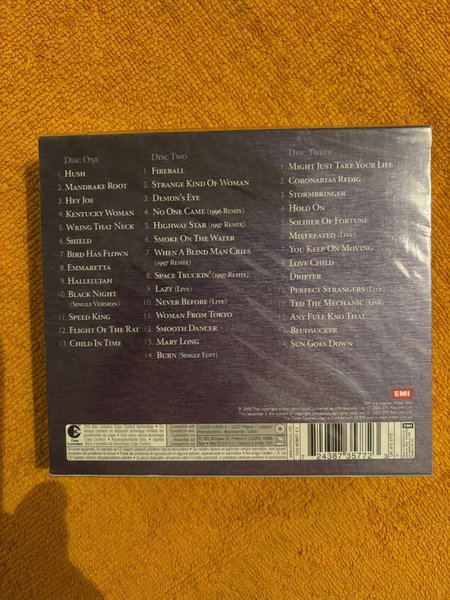 DISC ONE
1. HUSH
2. MANDRAKE ROOT
3. HEY JOE
4. KENTUCKY WOMAN
5. WRING THAT NECK
6. SHIELD
7. BIRD HAS FLOWN
8. EMMARETTA
9. HALLELUJAH
10. BLACK NIGHT
(SINGLE VERSION)
11. SPEED KING
12. FLIGHT OF THE RAT
13. CHILD IN TIME
DISC TWO
1. FIREBALL
2. STRANGE KIND OF WOMAN
3. DEMON'S EYE
4. NO ONE CAME (1996 REMIX)
5. HIGHWAY STAR (1997 REMIX)
6. SMOKE ON THE WATER
7. WHEN A BLIND MAN CRIES
(1997 REMIX)
8. SPACE TRUCKIN' (1997 REMIX)
9. LAZY (LIVE)
10. NEVER BEFORE (LIVE)
11. WOMAN FROM TOKYO
12. SMOOTH DANCER
13. MARY LONG
14. BURN (SINGLE EDIT)
DISC THREE
1. MIGHT JUST TAKE YOUR LIFE
2. CORONARIAS REDIG
3. STORMBRINGER
4. HOLD ON
5. SOLDIER OF FORTUNE
6. MISTREATED (LIVE)
7. YOU KEEP ON MOVING
8. LOVE CHILD
9. DRIFTER
10. PERFECT STRANGERS (LIVE)
11. TED THE MECHANIC (LIVE)
12. ANY FULE KNO THAT
13. BLUDSUCKER
14. SUN GOES DOWN
EMI
Compatible with
EMI
24387 35772